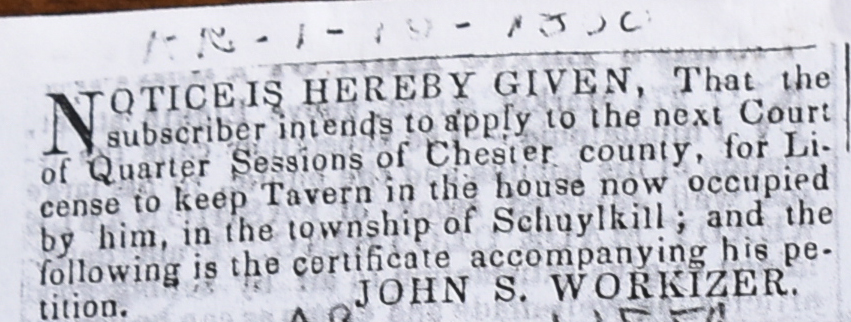 NOTICE IS HEREBY GIVEN, That the
subscriber intends to apply to the next Court
of Quarter Sessions of Chester county, for Li-
cense to keep Tavern in the house now occupied
by him, in the township of Schuylkill; and the
following is the certificate accompanying his pe-
tition.
JOHN S. WORKIZER.